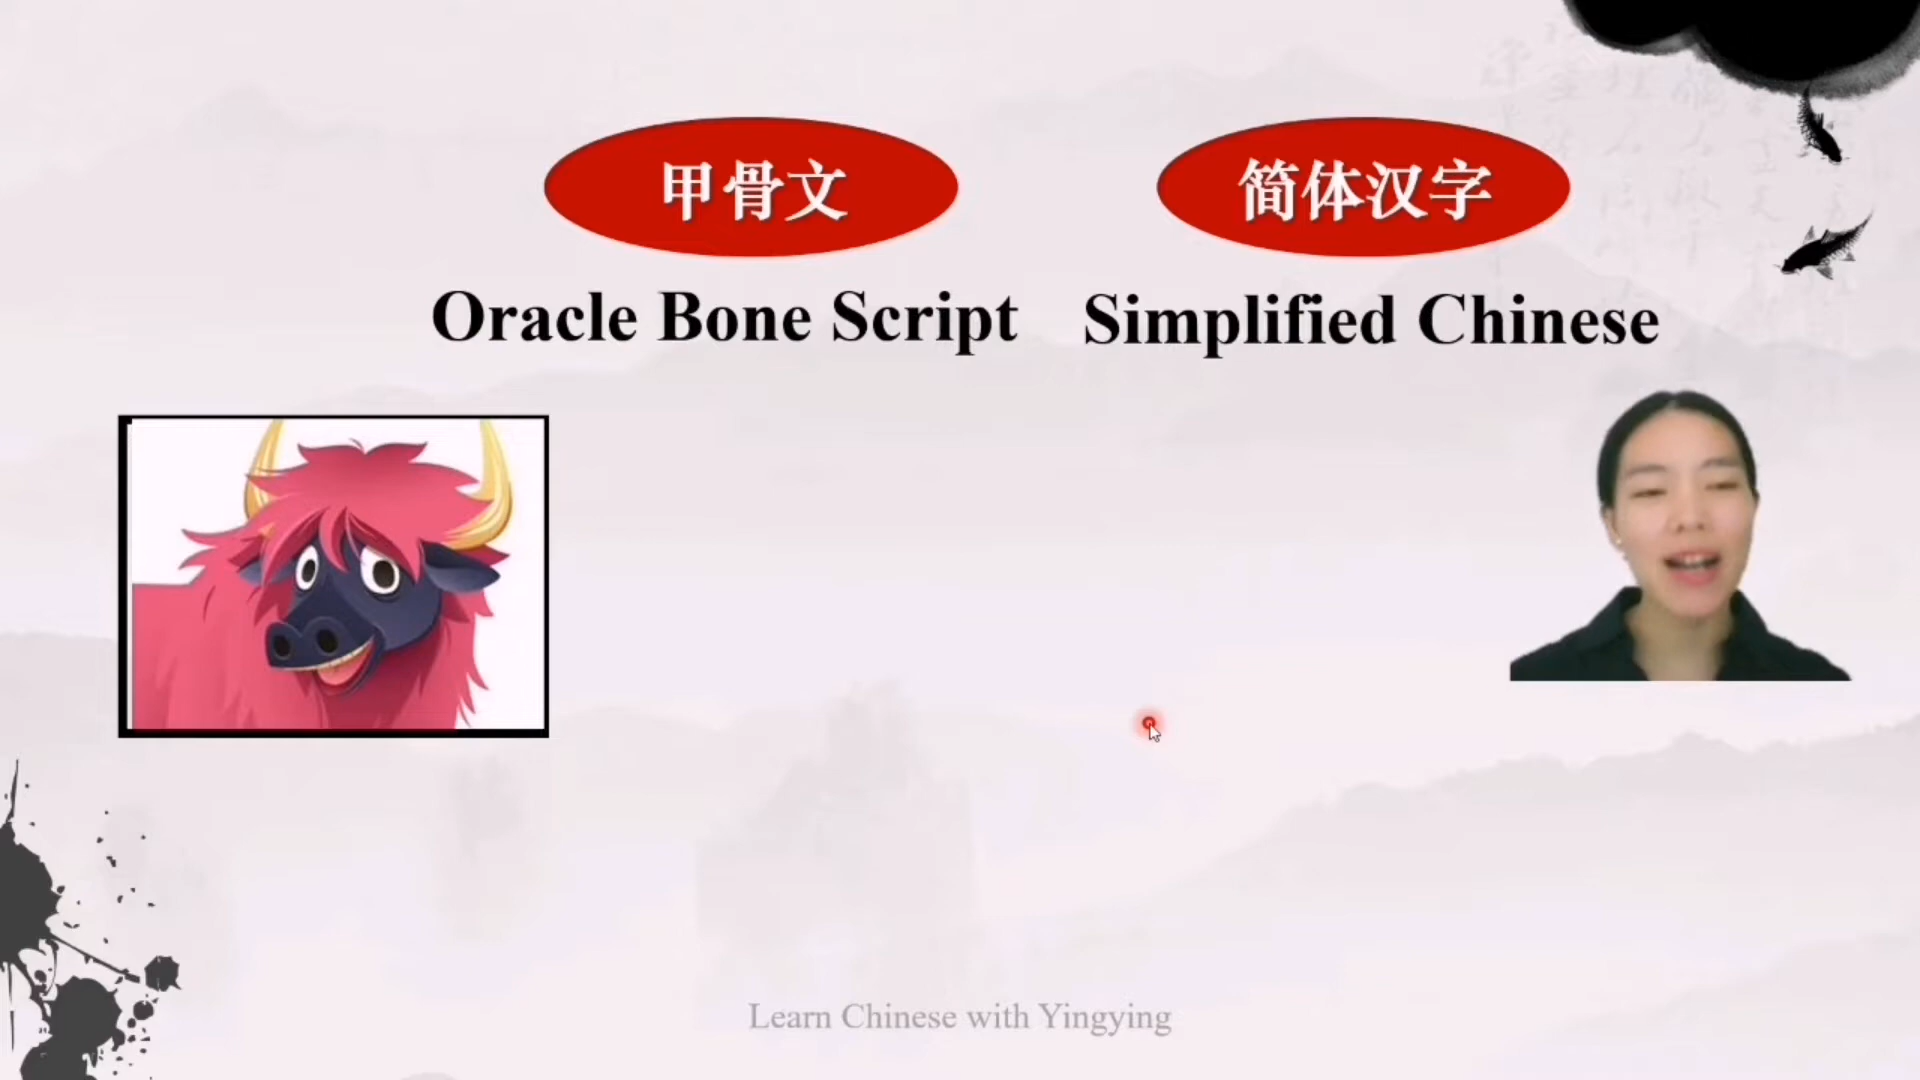 甲骨文
简体汉字
Oracle Bone Script
Simplified Chinese
Learn Chinese with Yingying